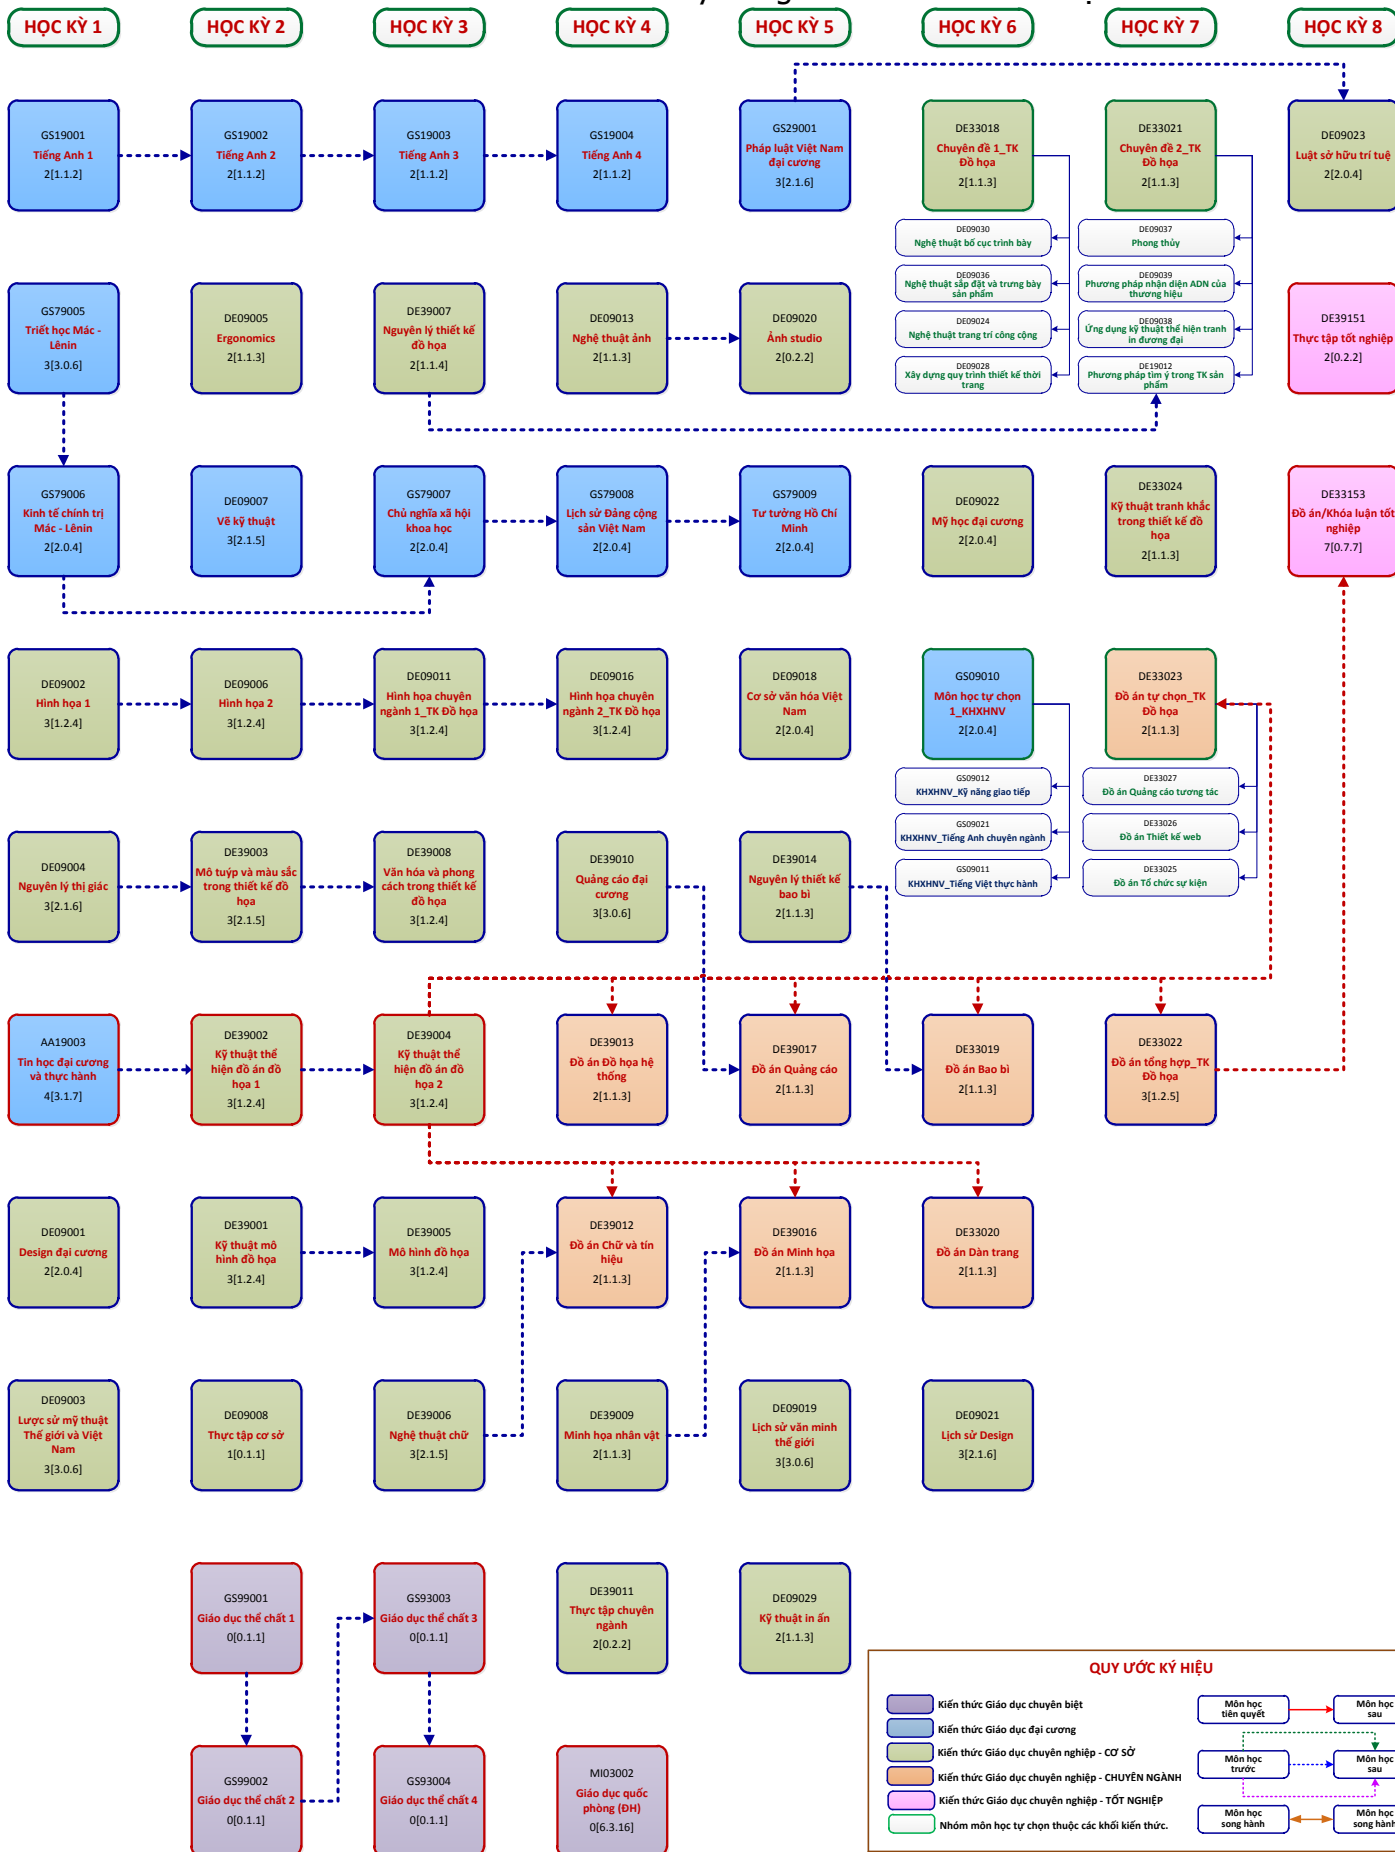 HỌC KỲ 1
HỌC KỲ 2
HỌC KỲ 3
HỌC KỲ 4
HỌC KỲ 5
HỌC KỲ 6
HỌC KỲ 7
HỌC KỲ 8
GS19001
Tiếng Anh 1
2[1.1.2]
GS19002
Tiếng Anh 2
2[1.1.2]
GS19003
Tiếng Anh 3
2[1.1.2]
GS19004
Tiếng Anh 4
2[1.1.2]
GS29001
Pháp luật Việt Nam
đại cương
3[2.1.6]
DE33018
Chuyên đề 1_TK
Đồ họa
2[1.1.3]
DE33021
Chuyên đề 2_TK
Đồ họa
2[1.1.3]
DE09023
Luật sở hữu trí tuệ
2[2.0.4]
DE09030
Nghệ thuật bố cục trình bày
DE09037
Phong thủy
GS79005
Triết học Mác -
Lênin
3[3.0.6]
DE09005
Ergonomics
2[1.1.3]
DE39007
Nguyên lý thiết kế
đồ họa
2[1.1.4]
DE09013
Nghệ thuật ảnh
2[1.1.3]
DE09020
Ảnh studio
2[0.2.2]
DE09036
Nghệ thuật sắp đặt và trưng bày
sản phẩm
DE09024
Nghệ thuật trang trí công cộng
DE09028
Xây dựng quy trình thiết kế thời
trang
DE09039
Phương pháp nhận diện ADN của
thương hiệu
DE09038
Ứng dụng kỹ thuật thể hiện tranh
in đương đại
DE19012
Phương pháp tìm ý trong TK sản
phẩm
DE39151
Thực tập tốt nghiệp
2[0.2.2]
GS79006
Kinh tế chính trị
Mác - Lênin
2[2.0.4]
DE09007
Vẽ kỹ thuật
3[2.1.5]
GS79007
Chủ nghĩa xã hội
khoa học
2[2.0.4]
GS79008
Lịch sử Đảng cộng
sản Việt Nam
2[2.0.4]
GS79009
Tư tưởng Hồ Chí
Minh
2[2.0.4]
DE09022
Mỹ học đại cương
2[2.0.4]
DE33024
Kỹ thuật tranh khắc
trong thiết kế đồ
họa
2[1.1.3]
DE33153
Đồ án/Khóa luận tốt
nghiệp
7[0.7.7]
DE09002
Hình họa 1
3[1.2.4]
DE09006
Hình họa 2
3[1.2.4]
DE09011
Hình họa chuyên
ngành 1_TK Đồ họa
3[1.2.4]
DE09016
Hình họa chuyên
ngành 2_TK Đồ họa
3[1.2.4]
DE09018
Cơ sở văn hóa Việt
Nam
2[2.0.4]
GS09010
Môn học tự chọn
1_KHXHNV
2[2.0.4]
DE33023
Đồ án tự chọn_TK
Đồ họa
2[1.1.3]
GS09012
KHXHNV_Kỹ năng giao tiếp
GS09021
KHXHNV_Tiếng Anh chuyên ngành
GS09011
KHXHNV_Tiếng Việt thực hành
DE33027
Đồ án Quảng cáo tương tác
DE33026
Đồ án Thiết kế web
DE33025
Đồ án Tổ chức sự kiện
DE09004
Nguyên lý thị giác
3[2.1.6]
DE39003
Mô tuýp và màu sắc
trong thiết kế đồ
họa
3[2.1.5]
DE39008
Văn hóa và phong
cách trong thiết kế
đồ họa
3[1.2.4]
DE39010
Quảng cáo đại
cương
3[3.0.6]
DE39014
Nguyên lý thiết kế
bao bì
2[1.1.3]
AA19003
Tin học đại cương
và thực hành
4[3.1.7]
DE39002
Kỹ thuật thể
hiện đồ án đồ
họa 1
3[1.2.4]
DE39004
Kỹ thuật thể
hiện đồ án đồ
họa 2
3[1.2.4]
DE39013
Đồ án Đồ họa hệ
thống
2[1.1.3]
DE39017
Đồ án Quảng cáo
2[1.1.3]
DE33019
Đồ án Bao bì
2[1.1.3]
DE33022
Đồ án tổng hợp_TK
Đồ họa
3[1.2.5]
DE09001
Design đại cương
2[2.0.4]
DE39001
Kỹ thuật mô
hình đồ họa
3[1.2.4]
DE39005
Mô hình đồ họa
3[1.2.4]
DE39012
Đồ án Chữ và tín
hiệu
2[1.1.3]
DE39016
Đồ án Minh họa
2[1.1.3]
DE33020
Đồ án Dàn trang
2[1.1.3]
DE09003
Lược sử mỹ thuật
Thế giới và Việt
Nam
3[3.0.6]
DE09008
Thực tập cơ sở
1[0.1.1]
DE39006
Nghệ thuật chữ
3[2.1.5]
DE39009
Minh họa nhân vật
2[1.1.3]
DE09019
Lịch sử văn minh
thế giới
3[3.0.6]
DE09021
Lịch sử Design
3[2.1.6]
GS99001
Giáo dục thể chất 1
0[0.1.1]
GS93003
Giáo dục thể chất 3
0[0.1.1]
DE39011
Thực tập chuyên
ngành
2[0.2.2]
DE09029
Kỹ thuật in ấn
2[1.1.3]
GS99002
Giáo dục thể chất 2
0[0.1.1]
GS93004
Giáo dục thể chất 4
0[0.1.1]
MI03002
Giáo dục quốc
phòng (ĐH)
0[6.3.16]
QUY ƯỚC KÝ HIỆU
Kiến thức Giáo dục chuyên biệt
Kiến thức Giáo dục đại cương
Kiến thức Giáo dục chuyên nghiệp - CƠ SỞ
Kiến thức Giáo dục chuyên nghiệp - CHUYÊN NGÀNH
Kiến thức Giáo dục chuyên nghiệp - TỐT NGHIỆP
Nhóm môn học tự chọn thuộc các khối kiến thức.
Môn học
tiên quyết
Môn học
sau
Môn học
trước
Môn học
sau
Môn học
song hành
Môn học
song hành